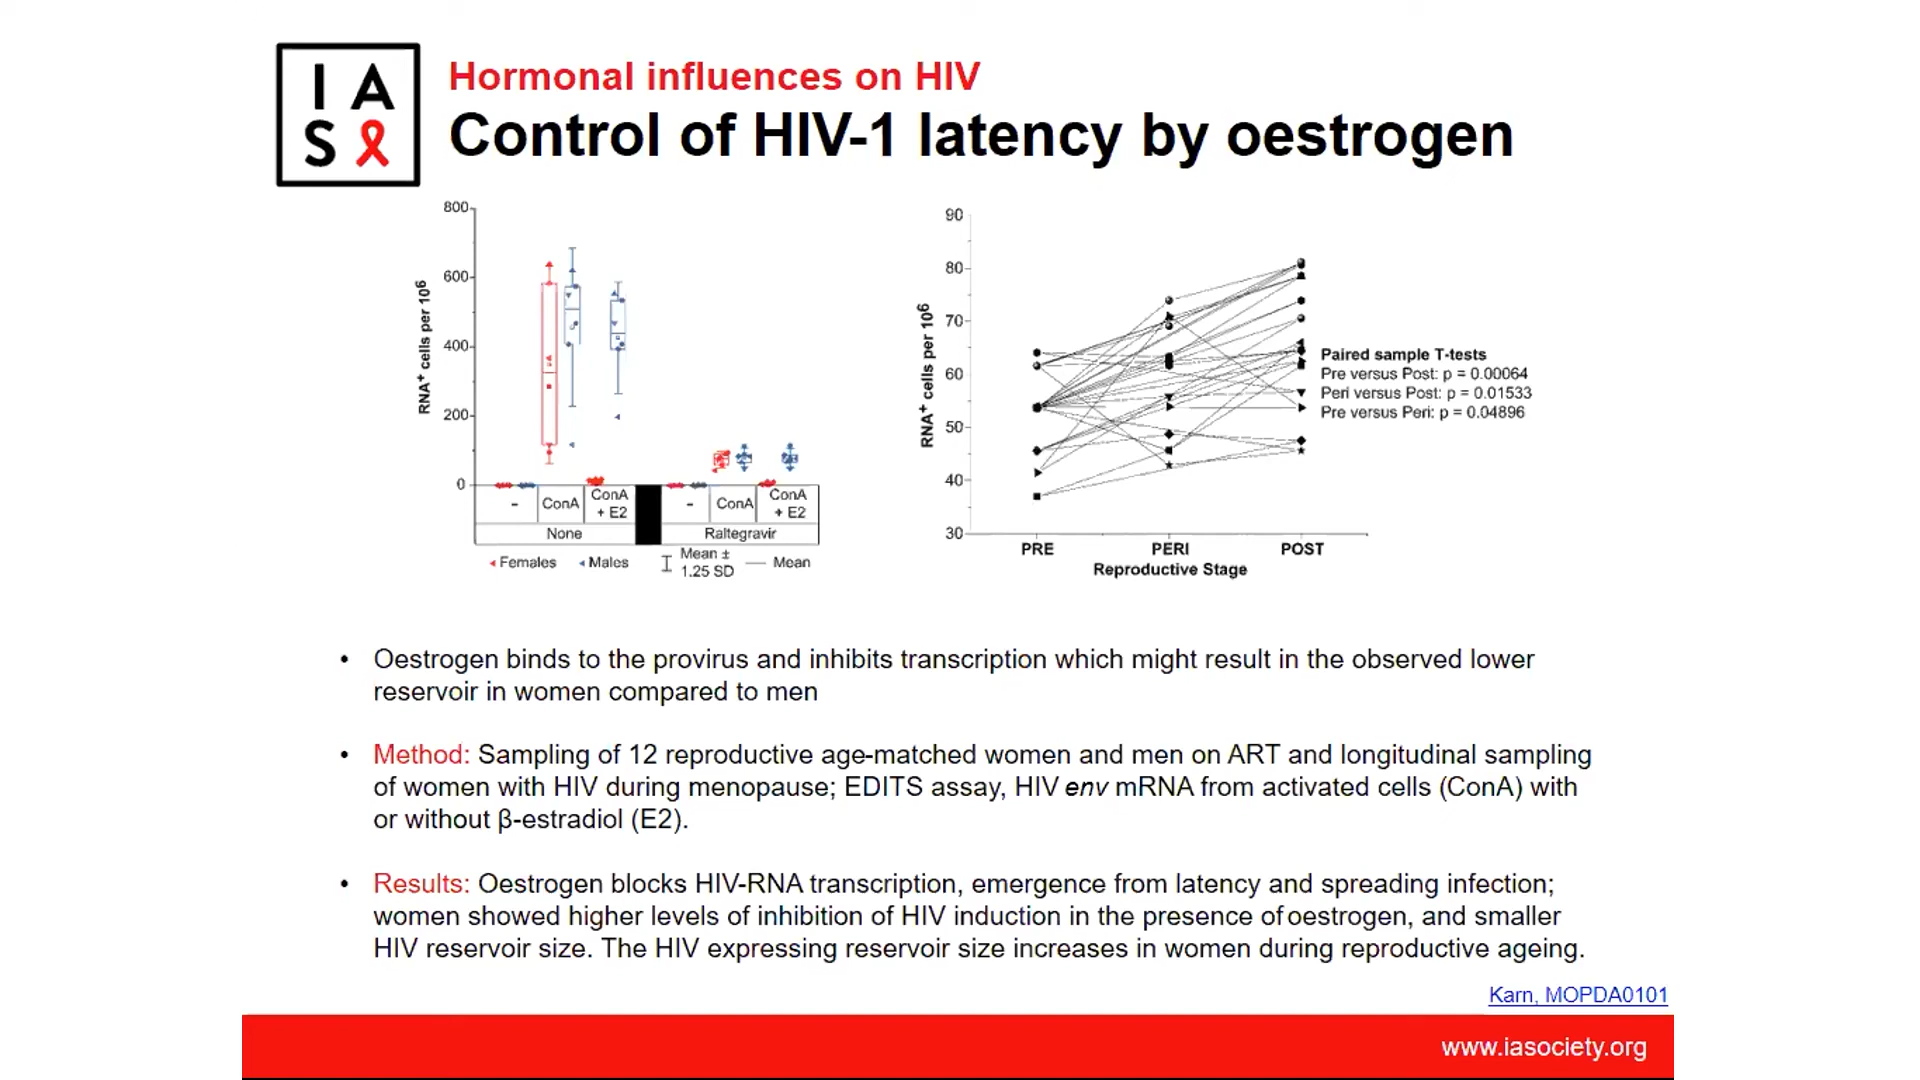 I A
S
Hormonal influences on HIV
Control of HIV-1 latency by oestrogen
800
600
400
200
0
RNA+ cells per 10⁶
- ConA ConA + E2 - ConA ConA + E2
None Raltegravir
Females Males Mean ± 1.25 SD Mean
90
80
70
60
50
40
30
RNA+ cells per 10⁶
PRE PERI POST
Reproductive Stage
Paired sample T-tests
Pre versus Post: p = 0.00064
Peri versus Post: p = 0.01533
Pre versus Peri: p = 0.04896
• Oestrogen binds to the provirus and inhibits transcription which might result in the observed lower
reservoir in women compared to men
• Method: Sampling of 12 reproductive age-matched women and men on ART and longitudinal sampling
of women with HIV during menopause; EDITS assay, HIV env mRNA from activated cells (ConA) with
or without β-estradiol (E2).
• Results: Oestrogen blocks HIV-RNA transcription, emergence from latency and spreading infection;
women showed higher levels of inhibition of HIV induction in the presence of oestrogen, and smaller
HIV reservoir size. The HIV expressing reservoir size increases in women during reproductive ageing.
Karn, MOPDA0101
www.iasociety.org